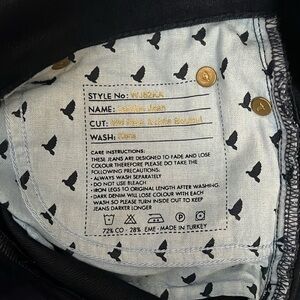 STYLE No: WJ52KA
NAME: Jean
CUT:
WASH:
CARE INSTRUCTIONS:
THESE JEANS ARE DESIGNED TO FADE AND LOSE
COLOUR THEREFORE PLEASE DO TAKE THE
FOLLOWING PRECAUTIONS.
• ALWAYS WASH SEPARATELY
• DO NOT USE BLEACH
• IRON LEGS TO ORIGINAL LENGTH AFTER WASHING.
• DARK DENIM WILL LOSE COLOUR WITH EACH
WASH SO PLEASE TURN INSIDE OUT TO KEEP
JEANS DARKER LONGER
72% CO - 28% EME - MADE IN TURKEY